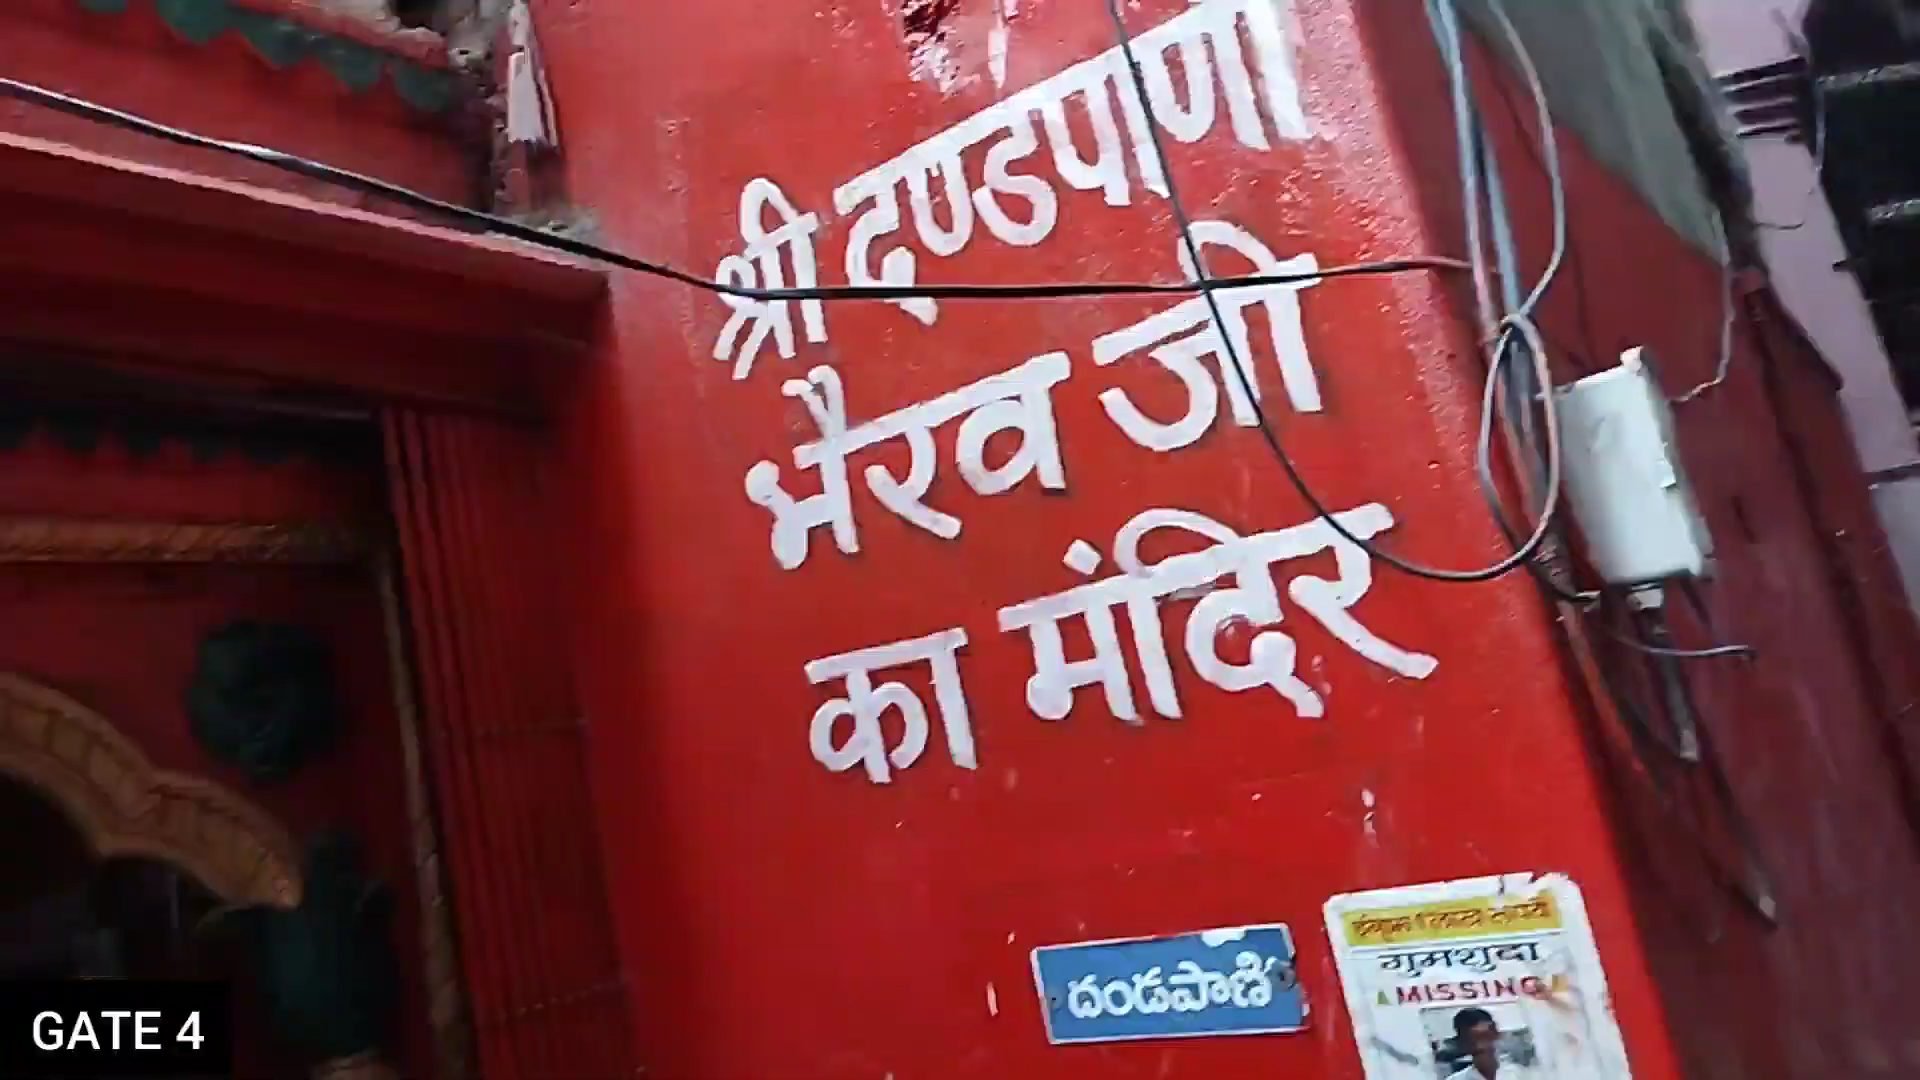 श्री दण्डपाणी
भैरव जी
का मंदिर
దండపాణి
गुमशुदा
MISSING
GATE 4